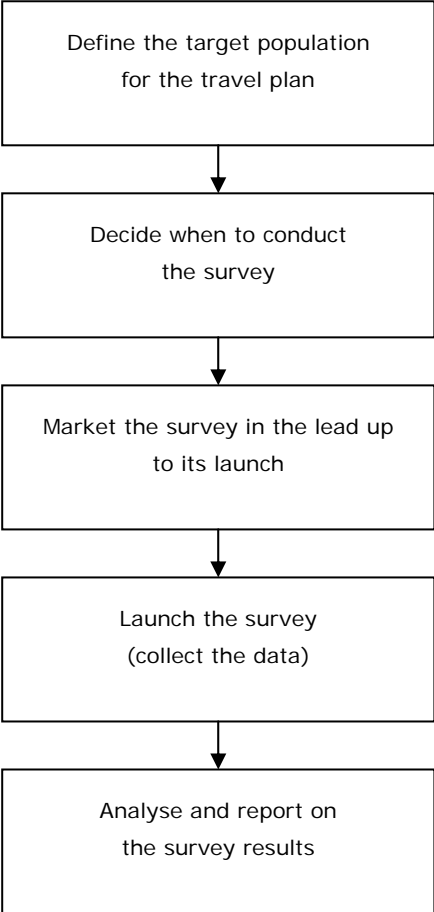 Define the target population
for the travel plan
Decide when to conduct
the survey
Market the survey in the lead up
to its launch
Launch the survey
(collect the data)
Analyse and report on
the survey results